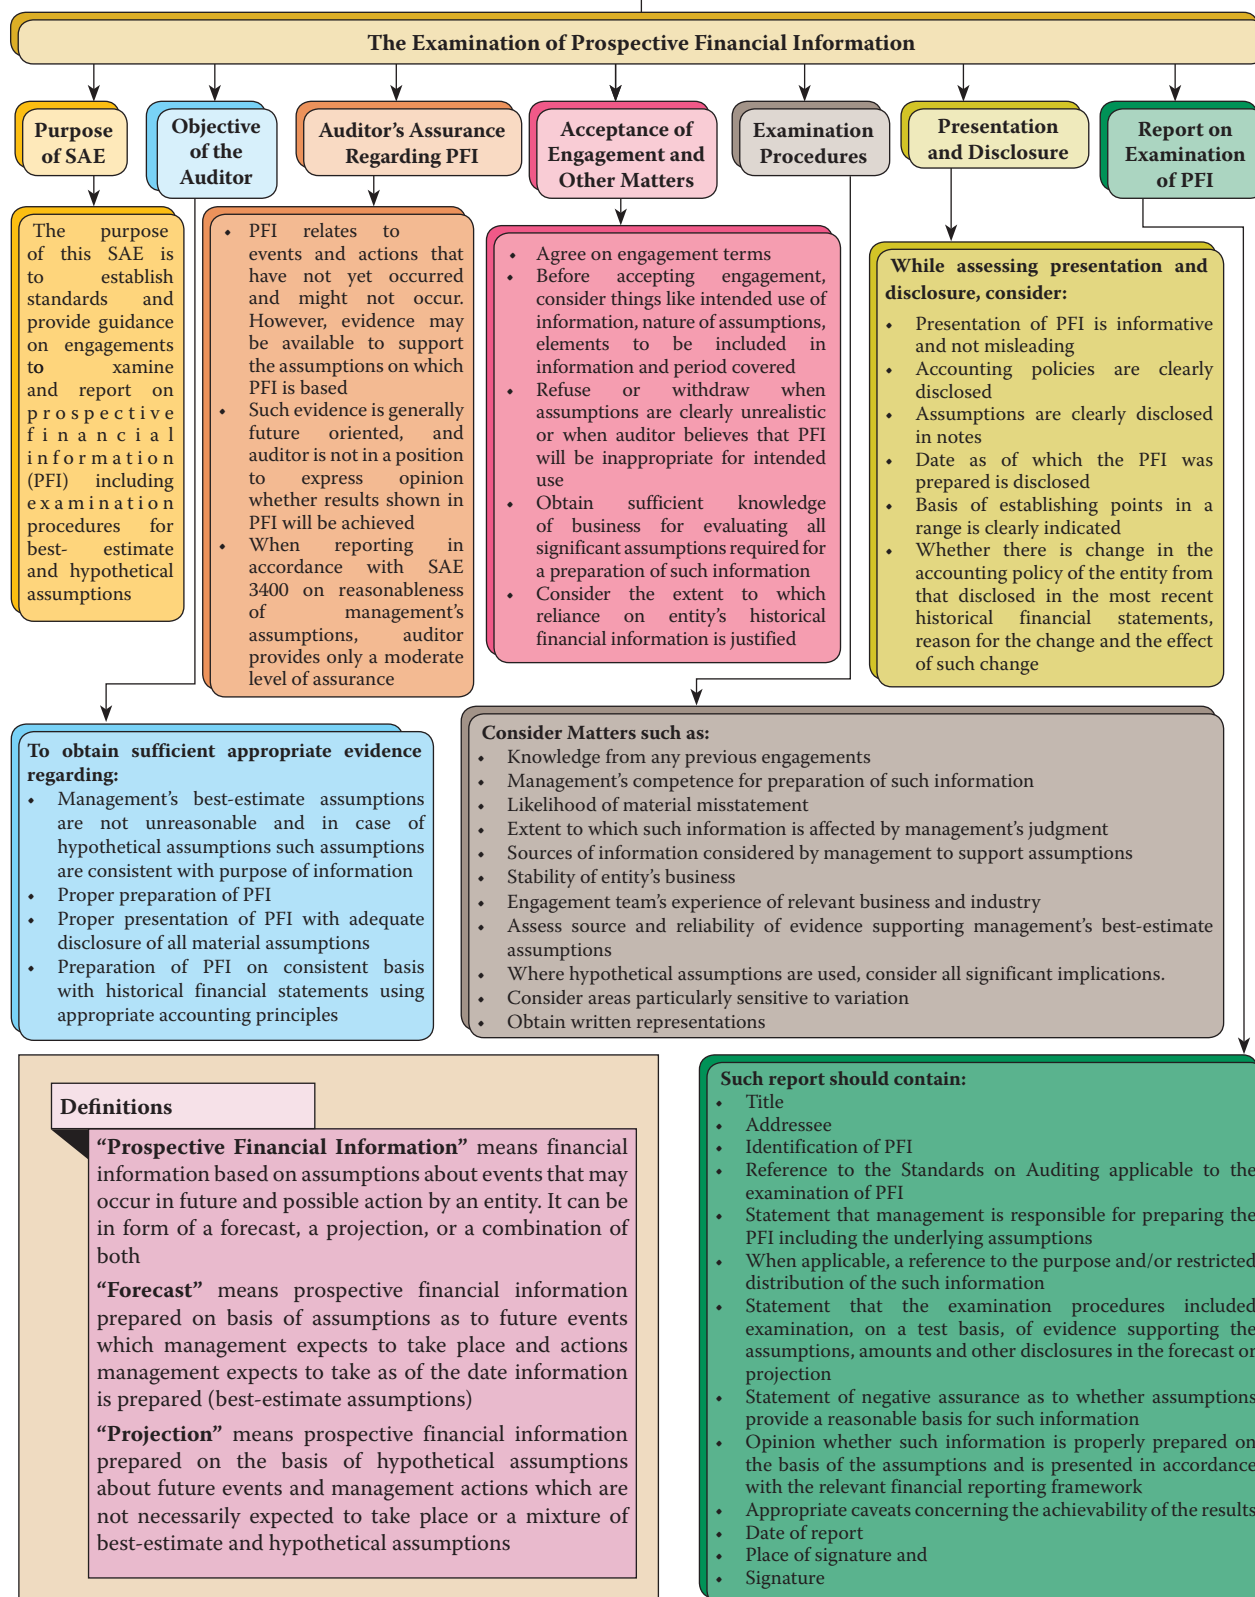 The Examination of Prospective Financial Information
Purpose
of SAE
Objective
of the
Auditor
Auditor’s Assurance
Regarding PFI
Acceptance of
Engagement and
Other Matters
Examination
Procedures
Presentation
and Disclosure
Report on
Examination
of PFI
The purpose
of this SAE is
to establish
standards and
provide guidance
on engagements
to xamine
and report on
prospective
financial
information
(PFI) including
examination
procedures for
best- estimate
and hypothetical
assumptions
• PFI relates to
events and actions that
have not yet occurred
and might not occur.
However, evidence may
be available to support
the assumptions on which
PFI is based
• Such evidence is generally
future oriented, and
auditor is not in a position
to express opinion
whether results shown in
PFI will be achieved
• When reporting in
accordance with SAE
3400 on reasonableness
of management’s
assumptions, auditor
provides only a moderate
level of assurance
• Agree on engagement terms
• Before accepting engagement,
consider things like intended use of
information, nature of assumptions,
elements to be included in
information and period covered
• Refuse or withdraw when
assumptions are clearly unrealistic
or when auditor believes that PFI
will be inappropriate for intended
use
• Obtain sufficient knowledge
of business for evaluating all
significant assumptions required for
a preparation of such information
• Consider the extent to which
reliance on entity’s historical
financial information is justified
While assessing presentation and
disclosure, consider:
• Presentation of PFI is informative
and not misleading
• Accounting policies are clearly
disclosed
• Assumptions are clearly disclosed
in notes
• Date as of which the PFI was
prepared is disclosed
• Basis of establishing points in a
range is clearly indicated
• Whether there is change in the
accounting policy of the entity from
that disclosed in the most recent
historical financial statements,
reason for the change and the effect
of such change
To obtain sufficient appropriate evidence
regarding:
• Management’s best-estimate assumptions
are not unreasonable and in case of
hypothetical assumptions such assumptions
are consistent with purpose of information
• Proper preparation of PFI
• Proper presentation of PFI with adequate
disclosure of all material assumptions
• Preparation of PFI on consistent basis
with historical financial statements using
appropriate accounting principles
Consider Matters such as:
• Knowledge from any previous engagements
• Management’s competence for preparation of such information
• Likelihood of material misstatement
• Extent to which such information is affected by management’s judgment
• Sources of information considered by management to support assumptions
• Stability of entity’s business
• Engagement team’s experience of relevant business and industry
• Assess source and reliability of evidence supporting management’s best-estimate
assumptions
• Where hypothetical assumptions are used, consider all significant implications.
• Consider areas particularly sensitive to variation
• Obtain written representations
Definitions
“Prospective Financial Information” means financial
information based on assumptions about events that may
occur in future and possible action by an entity. It can be
in form of a forecast, a projection, or a combination of
both
“Forecast” means prospective financial information
prepared on basis of assumptions as to future events
which management expects to take place and actions
management expects to take as of the date information
is prepared (best-estimate assumptions)
“Projection” means prospective financial information
prepared on the basis of hypothetical assumptions
about future events and management actions which are
not necessarily expected to take place or a mixture of
best-estimate and hypothetical assumptions
Such report should contain:
• Title
• Addressee
• Identification of PFI
• Reference to the Standards on Auditing applicable to the
examination of PFI
• Statement that management is responsible for preparing the
PFI including the underlying assumptions
• When applicable, a reference to the purpose and/or restricted
distribution of the such information
• Statement that the examination procedures included
examination, on a test basis, of evidence supporting the
assumptions, amounts and other disclosures in the forecast or
projection
• Statement of negative assurance as to whether assumptions
provide a reasonable basis for such information
• Opinion whether such information is properly prepared on
the basis of the assumptions and is presented in accordance
with the relevant financial reporting framework
• Appropriate caveats concerning the achievability of the results
• Date of report
• Place of signature and
• Signature